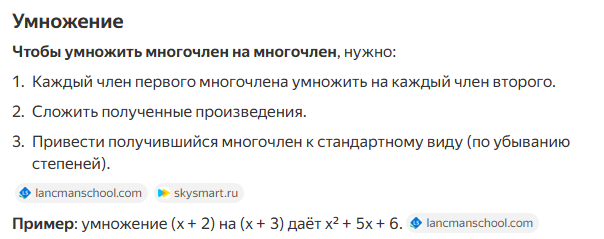 Умножение
Чтобы умножить многочлен на многочлен, нужно:
1. Каждый член первого многочлена умножить на каждый член второго.
2. Сложить полученные произведения.
3. Привести получившийся многочлен к стандартному виду (по убыванию
степеней).
lancmanschool.com skysmart.ru
Пример: умножение (x + 2) на (x + 3) даёт x² + 5x + 6. lancmanschool.com